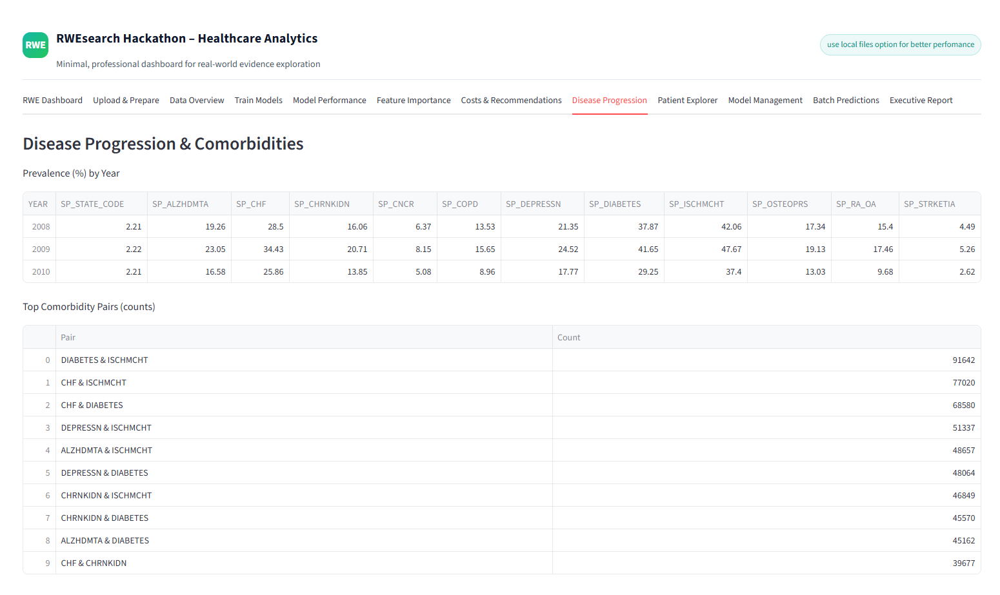 RWE
RWEsearch Hackathon – Healthcare Analytics
Minimal, professional dashboard for real-world evidence exploration
use local files option for better perfomance
RWE Dashboard Upload & Prepare Data Overview Train Models Model Performance Feature Importance Costs & Recommendations Disease Progression Patient Explorer Model Management Batch Predictions Executive Report
Disease Progression & Comorbidities
Prevalence (%) by Year
YEAR SP_STATE_CODE SP_ALZHDMTA SP_CHF SP_CHRNKIDN SP_CNCR SP_COPD SP_DEPRESSN SP_DIABETES SP_ISCHMCHT SP_OSTEOPRS SP_RA_OA SP_STRKETIA
2008 2.21 19.26 28.5 16.06 6.37 13.53 21.35 37.87 42.06 17.34 15.4 4.49
2009 2.22 23.05 34.43 20.71 8.15 15.65 24.52 41.65 47.67 19.13 17.46 5.26
2010 2.21 16.58 25.86 13.85 5.08 8.96 17.77 29.25 37.4 13.03 9.68 2.62
Top Comorbidity Pairs (counts)
Pair Count
0 DIABETES & ISCHMCHT 91642
1 CHF & ISCHMCHT 77020
2 CHF & DIABETES 68580
3 DEPRESSN & ISCHMCHT 51337
4 ALZHDMTA & ISCHMCHT 48657
5 DEPRESSN & DIABETES 48064
6 CHRNKIDN & ISCHMCHT 46849
7 CHRNKIDN & DIABETES 45570
8 ALZHDMTA & DIABETES 45162
9 CHF & CHRNKIDN 39677